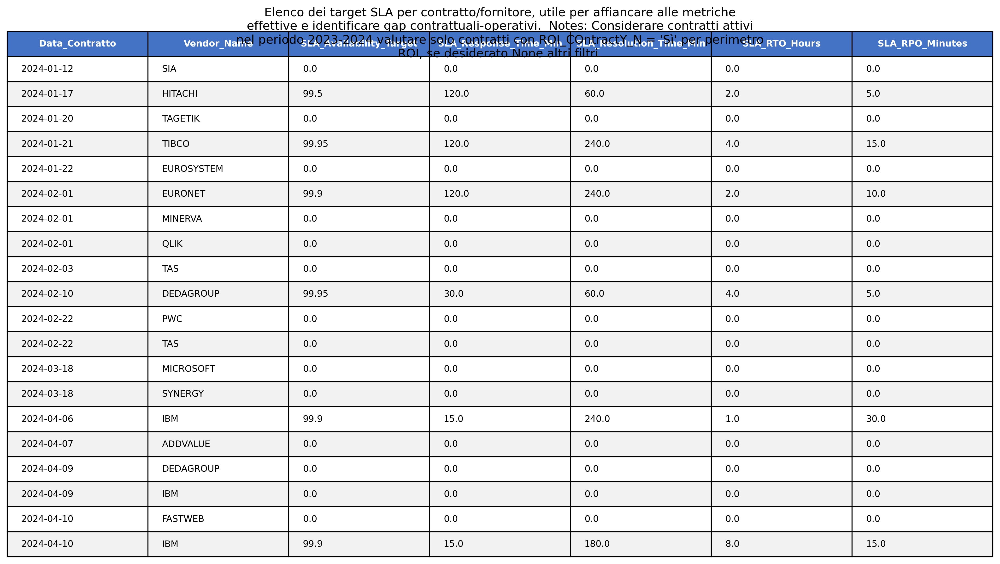 Elenco dei target SLA per contratto/fornitore, utile per affiancare alle metriche
effettive e identificare gap contrattuali-operativi.  Notes: Considerare contratti attivi
nel periodo 2023-2024 valutare solo contratti con ROI_COntractY_N = 'Sì' per perimetro
ROI, se desiderato None altri filtri.
Data_Contratto Vendor_Name SLA_Availability_Target SLA_Response_Time_Min SLA_Resolution_Time_Min SLA_RTO_Hours SLA_RPO_Minutes
2024-01-12 SIA 0.0 0.0 0.0 0.0 0.0
2024-01-17 HITACHI 99.5 120.0 60.0 2.0 5.0
2024-01-20 TAGETIK 0.0 0.0 0.0 0.0 0.0
2024-01-21 TIBCO 99.95 120.0 240.0 4.0 15.0
2024-01-22 EUROSYSTEM 0.0 0.0 0.0 0.0 0.0
2024-02-01 EURONET 99.9 120.0 240.0 2.0 10.0
2024-02-01 MINERVA 0.0 0.0 0.0 0.0 0.0
2024-02-01 QLIK 0.0 0.0 0.0 0.0 0.0
2024-02-03 TAS 0.0 0.0 0.0 0.0 0.0
2024-02-10 DEDAGROUP 99.95 30.0 60.0 4.0 5.0
2024-02-22 PWC 0.0 0.0 0.0 0.0 0.0
2024-02-22 TAS 0.0 0.0 0.0 0.0 0.0
2024-03-18 MICROSOFT 0.0 0.0 0.0 0.0 0.0
2024-03-18 SYNERGY 0.0 0.0 0.0 0.0 0.0
2024-04-06 IBM 99.9 15.0 240.0 1.0 30.0
2024-04-07 ADDVALUE 0.0 0.0 0.0 0.0 0.0
2024-04-09 DEDAGROUP 0.0 0.0 0.0 0.0 0.0
2024-04-09 IBM 0.0 0.0 0.0 0.0 0.0
2024-04-10 FASTWEB 0.0 0.0 0.0 0.0 0.0
2024-04-10 IBM 99.9 15.0 180.0 8.0 15.0